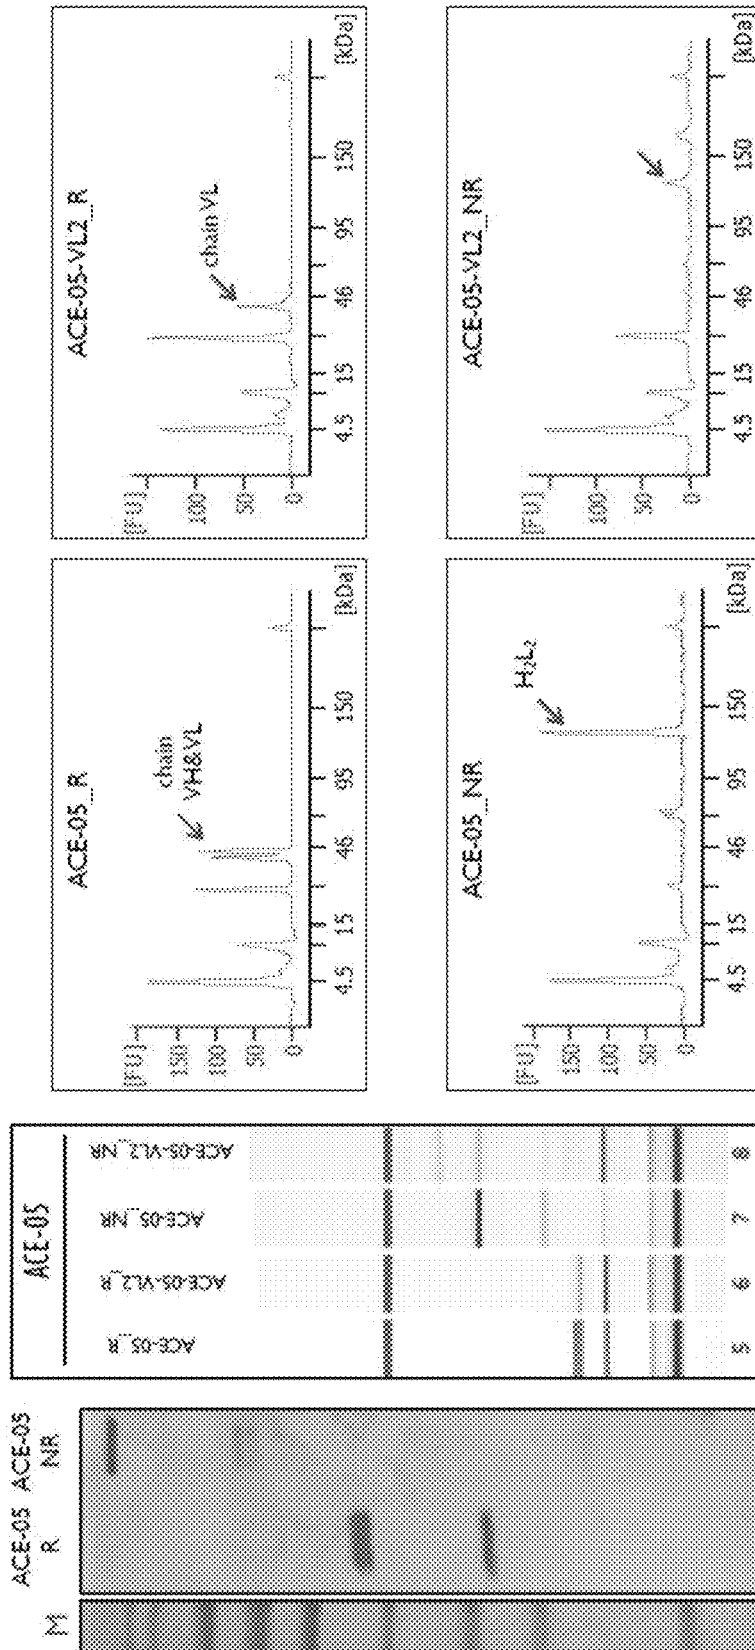 M
ACE-05 ACE-05
R NR
ACE-05
ACE-05_R
ACE-05-VL2_R
ACE-05_NR
ACE-05-VL2_NR
5 6 7 8
ACE-05_R
[FU]
150
100
50
0
chain
VH&VL
4.5 15 46 95 150 [kDa]
ACE-05-VL2_R
[FU]
100
50
0
chain VL
4.5 15 46 95 150 [kDa]
ACE-05_NR
[FU]
150
100
50
0
H₂L₂
4.5 15 46 95 150 [kDa]
ACE-05-VL2_NR
[FU]
100
50
0
4.5 15 46 95 150 [kDa]